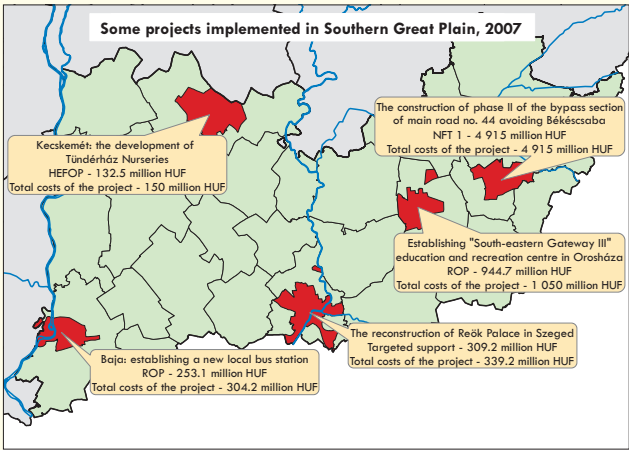 Some projects implemented in Southern Great Plain, 2007
The construction of phase II of the bypass section
of main road no. 44 avoiding Békéscsaba
NFT 1 - 4 915 million HUF
Total costs of the project - 4 915 million HUF
Kecskemét: the development of
Tündérház Nurseries
HEFOP - 132.5 million HUF
Total costs of the project - 150 million HUF
Establishing "South-eastern Gateway III"
education and recreation centre in Orosháza
ROP - 944.7 million HUF
Total costs of the project - 1 050 million HUF
The reconstruction of Reök Palace in Szeged
Targeted support - 309.2 million HUF
Total costs of the project - 339.2 million HUF
Baja: establishing a new local bus station
ROP - 253.1 million HUF
Total costs of the project - 304.2 million HUF